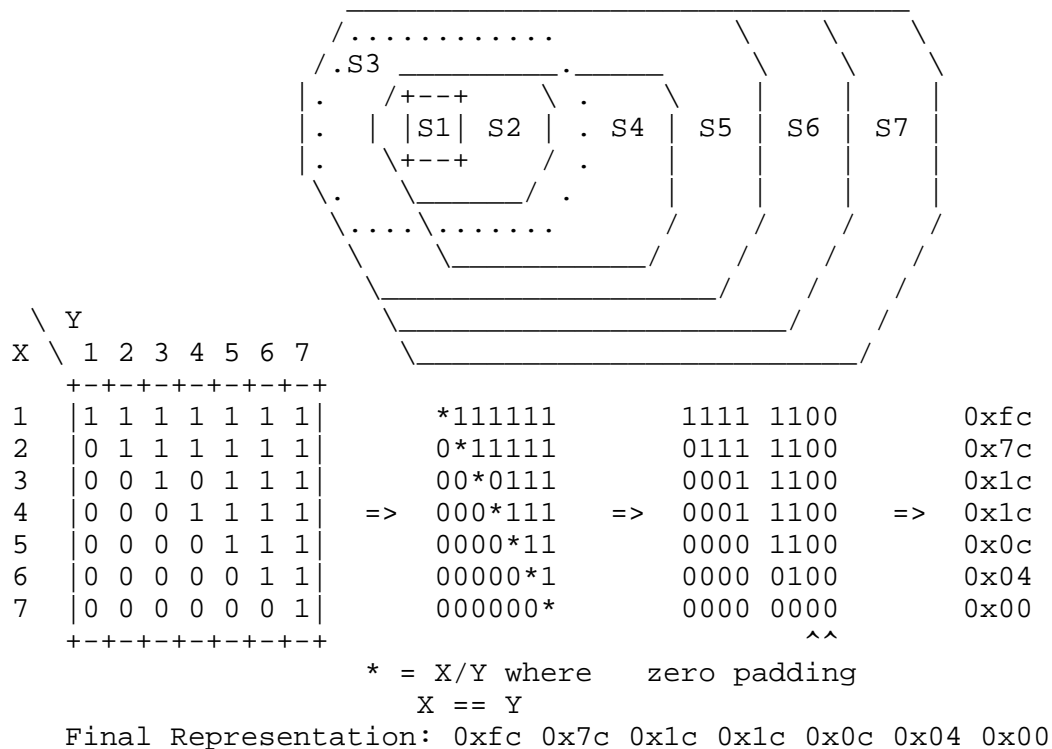 S3
S1 S2 S4 S5 S6 S7
\ Y
X \ 1 2 3 4 5 6 7
+-+-+-+-+-+-+-+
1 |1 1 1 1 1 1 1| *111111 1111 1100 0xfc
2 |0 1 1 1 1 1 1| 0*11111 0111 1100 0x7c
3 |0 0 1 0 1 1 1| 00*0111 0001 1100 0x1c
4 |0 0 0 1 1 1 1| => 000*111 => 0001 1100 => 0x1c
5 |0 0 0 0 1 1 1| 0000*11 0000 1100 0x0c
6 |0 0 0 0 0 1 1| 00000*1 0000 0100 0x04
7 |0 0 0 0 0 0 1| 000000* 0000 0000 0x00
+-+-+-+-+-+-+-+ ^^
* = X/Y where zero padding
X == Y
Final Representation: 0xfc 0x7c 0x1c 0x1c 0x0c 0x04 0x00